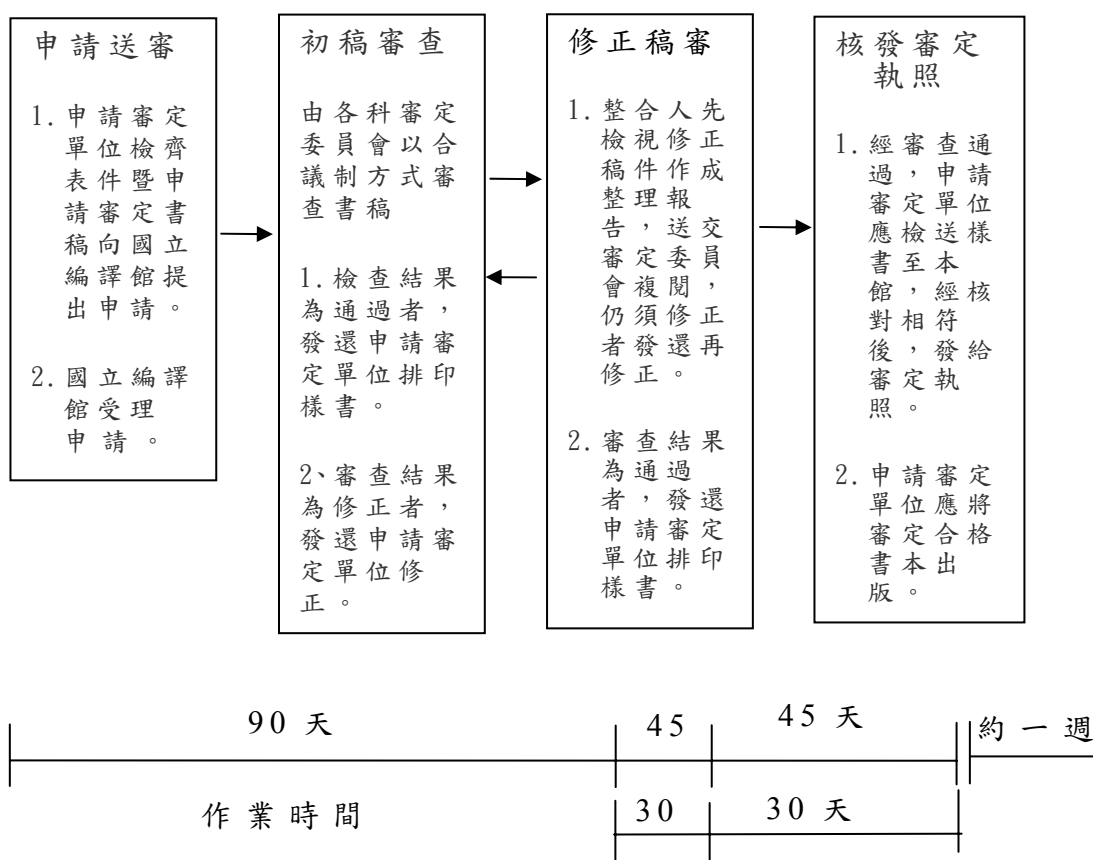 申請送審
1.申請審定
單位檢齊
表件暨申
請審定書
稿向國立
編譯館提
出申請。
2.國立編譯
館受理
申請。
初稿審查
由各科審定
委員會以合
議制方式審
查書稿
1.檢查結果
為通過者，
發還申請審
定單位排印
樣書。
2、審查結果
為修正者，
發還申請審
定單位修
正。
修正稿審
1.整合人先
檢視修正
稿件作成
整理報
告，送交
審定委員
會複閱，
仍須修正
者發還再
修正。
2.審查結果
為通過
者，發還
申請審定
單位排印
樣書。
核發審定
執照
1.經審查通
過，申請
審定單位
應檢送樣
書至本
館，經核
對相符
後，發給
審定執
照。
2.申請審定
單位應將
審定合格
書本出
版。
90 天
45
45 天
約一週
作業時間
30
30 天